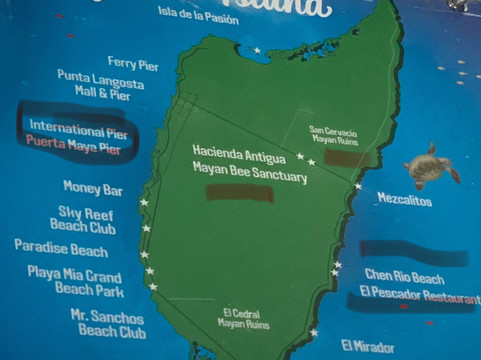 Island
Isla de la Pasión
Ferry Pier
Punta Langosta
Mall & Pier
International Pier
Puerta Maya Pier
San Gervacio
Mayan Ruins
Hacienda Antigua
Mayan Bee Sanctuary
Money Bar
Mezcalitos
Sky Reef
Beach Club
Paradise Beach
Chen Rio Beach
El Pescador Restaurant
Playa Mia Grand
Beach Park
Mr. Sanchos
Beach Club
El Cedral
Mayan Ruins
El Mirador